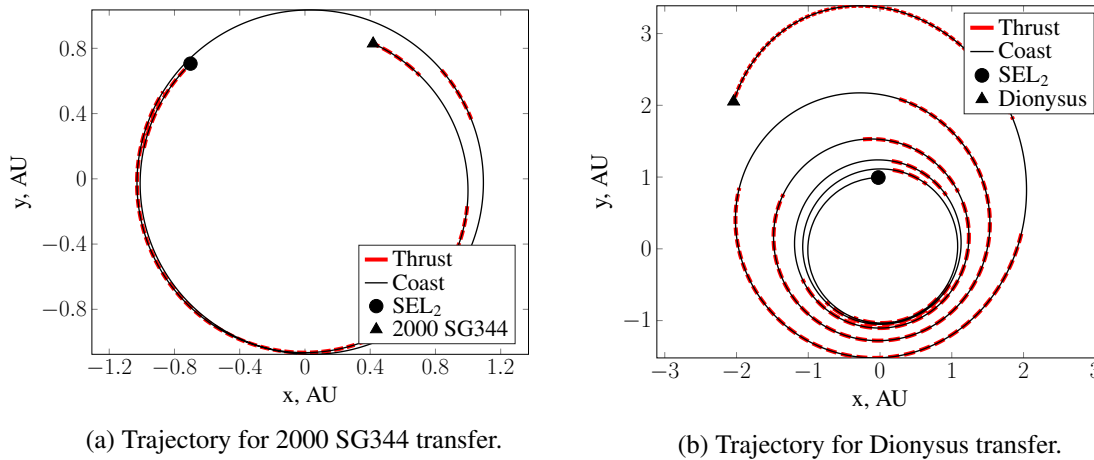 0.8
0.4
0
−0.4
−0.8
y, AU
−1.2 −0.8 −0.4 0 0.4 0.8 1.2
x, AU
Thrust
Coast
SEL₂
2000 SG344
(a) Trajectory for 2000 SG344 transfer.
3
2
1
0
−1
y, AU
−3 −2 −1 0 1 2 3
x, AU
Thrust
Coast
SEL₂
Dionysus
(b) Trajectory for Dionysus transfer.